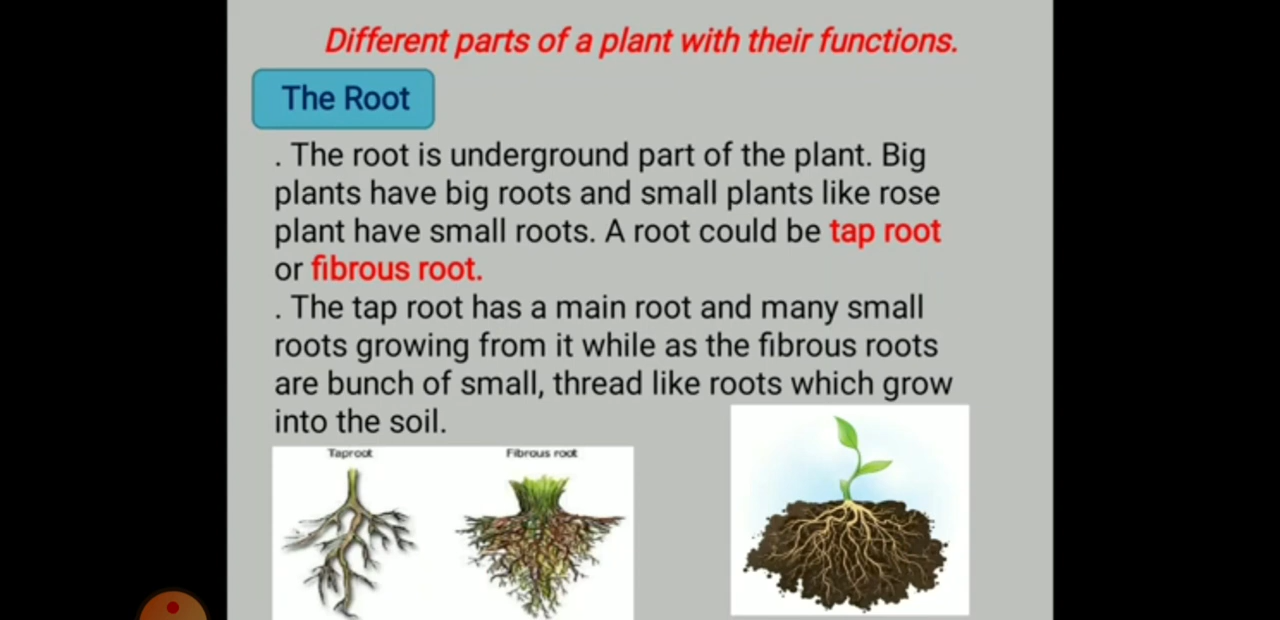 Different parts of a plant with their functions.
The Root
. The root is underground part of the plant. Big
plants have big roots and small plants like rose
plant have small roots. A root could be tap root
or fibrous root.
. The tap root has a main root and many small
roots growing from it while as the fibrous roots
are bunch of small, thread like roots which grow
into the soil.
Taproot
Fibrous root